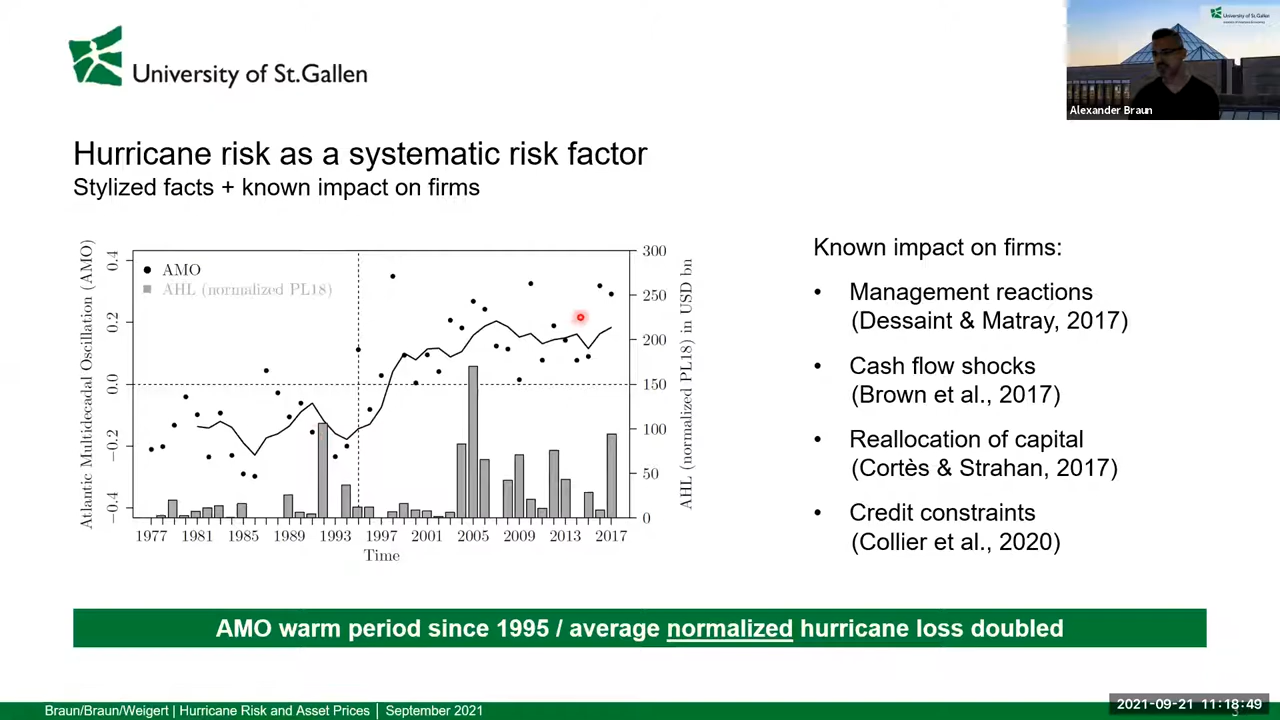 University of St.Gallen
University of St.Gallen
Alexander Braun
Hurricane risk as a systematic risk factor
Stylized facts + known impact on firms
Atlantic Multidecadal Oscillation (AMO)
0.4
0.2
0.0
−0.2
−0.4
AMO
AHL (normalized PL18)
300
250
200
150
100
50
0
AHL (normalized PL18) in USD bn
1977 1981 1985 1989 1993 1997 2001 2005 2009 2013 2017
Time
Known impact on firms:
• Management reactions
(Dessaint & Matray, 2017)
• Cash flow shocks
(Brown et al., 2017)
• Reallocation of capital
(Cortès & Strahan, 2017)
• Credit constraints
(Collier et al., 2020)
AMO warm period since 1995 / average normalized hurricane loss doubled
Braun/Braun/Weigert | Hurricane Risk and Asset Prices | September 2021
2021-09-21 11:18:49